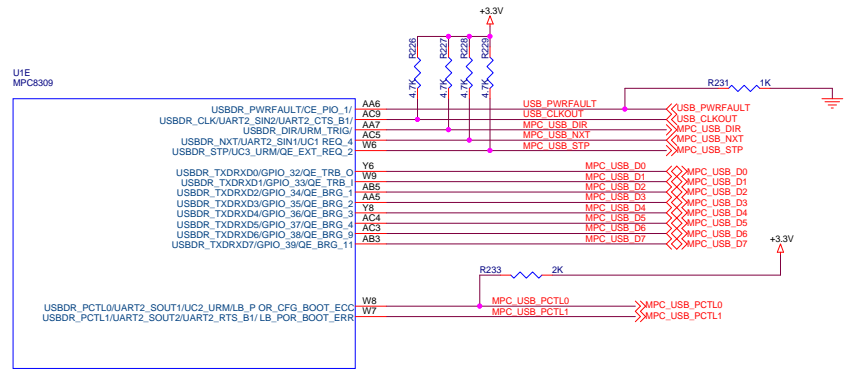 +3.3V
R226
R227
R228
R229
4.7K
4.7K
4.7K
4.7K
U1E
MPC8309
R231
1K
USBDR_PWRFAULT/CE_PIO_1/ AA6 USB_PWRFAULT USB_PWRFAULT
USBDR_CLK/UART2_SIN2/UART2_CTS_B1/ AC9 USB_CLKOUT USB_CLKOUT
USBDR_DIR/URM_TRIG/ AA7 MPC_USB_DIR MPC_USB_DIR
USBDR_NXT/UART2_SIN1/UC1 REQ_4 AC5 MPC_USB_NXT MPC_USB_NXT
USBDR_STP/UC3_URM/QE_EXT_REQ_2 W6 MPC_USB_STP MPC_USB_STP
USBDR_TXDRXD0/GPIO_32/QE_TRB_O Y6 MPC_USB_D0 MPC_USB_D0
USBDR_TXDRXD1/GPIO_33/QE_TRB_I W9 MPC_USB_D1 MPC_USB_D1
USBDR_TXDRXD2/GPIO_34/QE_BRG_1 AB5 MPC_USB_D2 MPC_USB_D2
USBDR_TXDRXD3/GPIO_35/QE_BRG_2 AA5 MPC_USB_D3 MPC_USB_D3
USBDR_TXDRXD4/GPIO_36/QE_BRG_3 Y8 MPC_USB_D4 MPC_USB_D4
USBDR_TXDRXD5/GPIO_37/QE_BRG_4 AC4 MPC_USB_D5 MPC_USB_D5
USBDR_TXDRXD6/GPIO_38/QE_BRG_9 AC3 MPC_USB_D6 MPC_USB_D6
USBDR_TXDRXD7/GPIO_39/QE_BRG_11 AB3 MPC_USB_D7 MPC_USB_D7
+3.3V
R233 2K
USBDR_PCTL0/UART2_SOUT1/UC2_URM/LB_P OR_CFG_BOOT_ECC W8 MPC_USB_PCTL0 MPC_USB_PCTL0
USBDR_PCTL1/UART2_SOUT2/UART2_RTS_B1/ LB_POR_BOOT_ERR W7 MPC_USB_PCTL1 MPC_USB_PCTL1